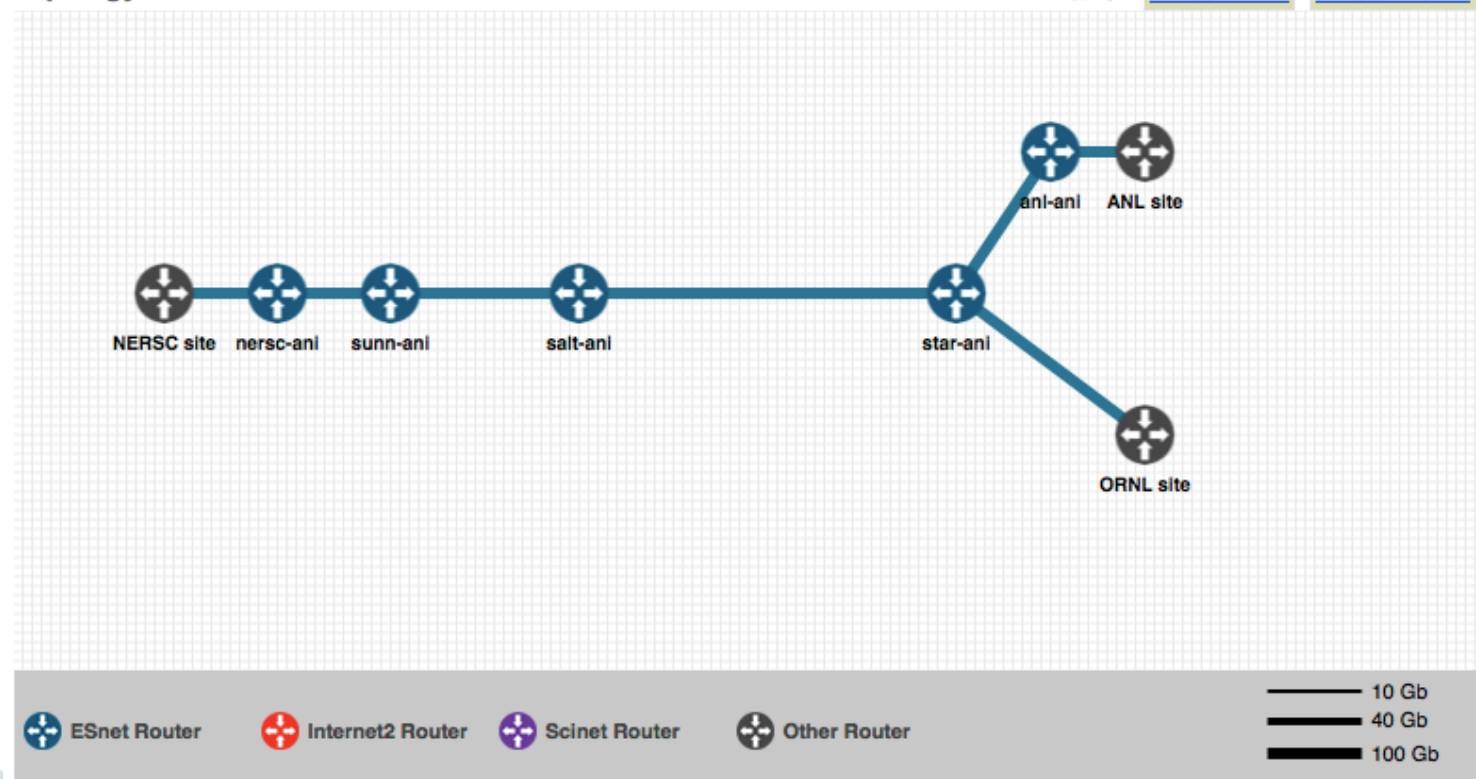 anl-ani ANL site
NERSC site nersc-ani sunn-ani salt-ani star-ani
ORNL site
ESnet Router Internet2 Router Scinet Router Other Router
10 Gb
40 Gb
100 Gb